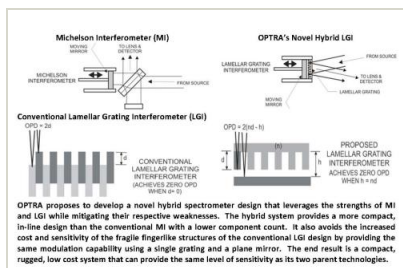 Michelson Interferometer (MI)
OPTRA's Novel Hybrid LGI
MOVING
MIRROR
TO LENS &
DETECTOR
MICHELSON
INTERFEROMETER
FROM SOURCE
LAMELLAR GRATING
INTERFEROMETER
FROM SOURCE
TO LENS &
DETECTOR
LAMELLAR GRATING
MOVING
MIRROR
Conventional Lamellar Grating Interferometer (LGI)
OPD = 2d
d
CONVENTIONAL
LAMELLAR GRATING
INTERFEROMETER
(ACHIEVES ZERO OPD
WHEN d= 0)
OPD = 2(nd - h)
(n)
d
h
PROPOSED
LAMELLAR GRATING
INTERFEROMETER
ACHIEVES ZERO OPD
WHEN h = nd
OPTRA proposes to develop a novel hybrid spectrometer design that leverages the strengths of MI
and LGI while mitigating their respective weaknesses. The hybrid system provides a more compact,
in-line design than the conventional MI with a lower component count. It also avoids the increased
cost and sensitivity of the fragile fingerlike structures of the conventional LGI design by providing the
same modulation capability using a single grating and a plane mirror. The end result is a compact,
rugged, low cost system that can provide the same level of sensitivity as its two parent technologies.